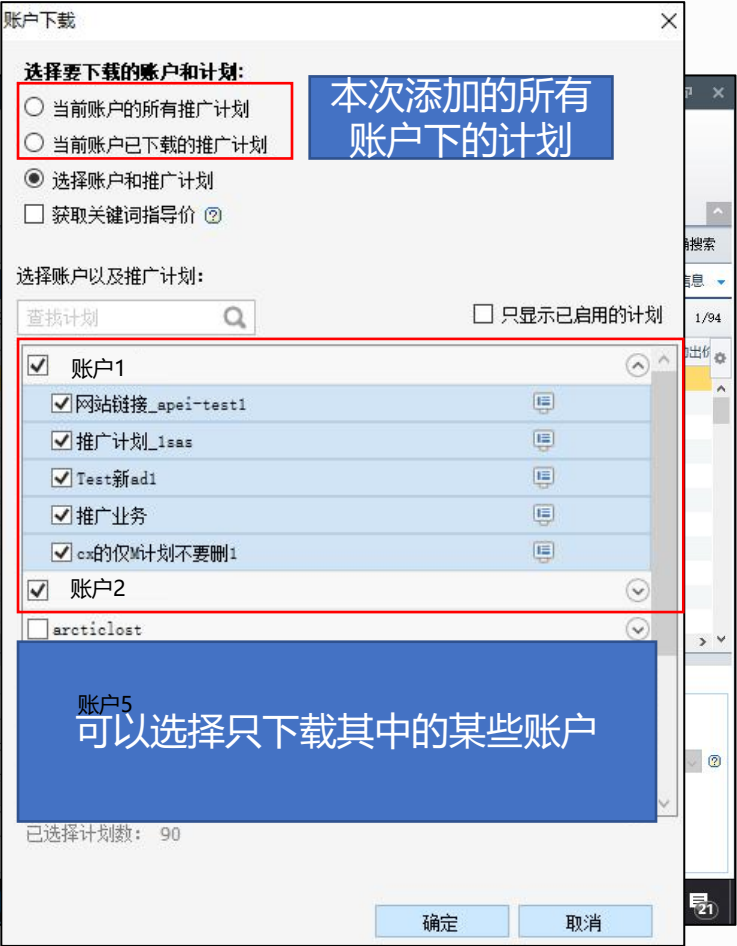 账户下载
选择要下载的账户和计划:
当前账户的所有推广计划
当前账户已下载的推广计划
本次添加的所有
账户下的计划
选择账户和推广计划
获取关键词指导价
选择账户以及推广计划:
查找计划
只显示已启用的计划
账户1
网站链接_apei-test1
推广计划_1sas
Test新ad1
推广业务
cx的仅M计划不要删1
账户2
arcticlost
账户5
可以选择只下载其中的某些账户
已选择计划数: 90
确定
取消
搜索
信息
1/94
出价
21